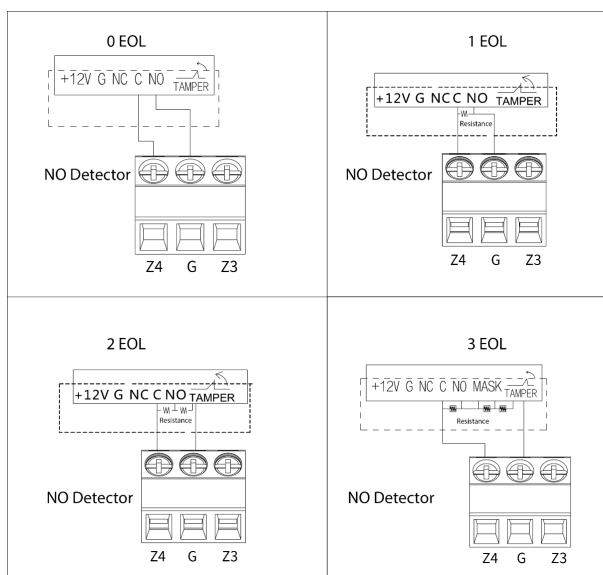 0 EOL
+12V G NC C NO TAMPER
NO Detector
Z4 G Z3
1 EOL
+12V G NC C NO TAMPER
Resistance
NO Detector
Z4 G Z3
2 EOL
+12V G NC C NO TAMPER
Resistance
NO Detector
Z4 G Z3
3 EOL
+12V G NC C NO MASK TAMPER
Resistance
NO Detector
Z4 G Z3